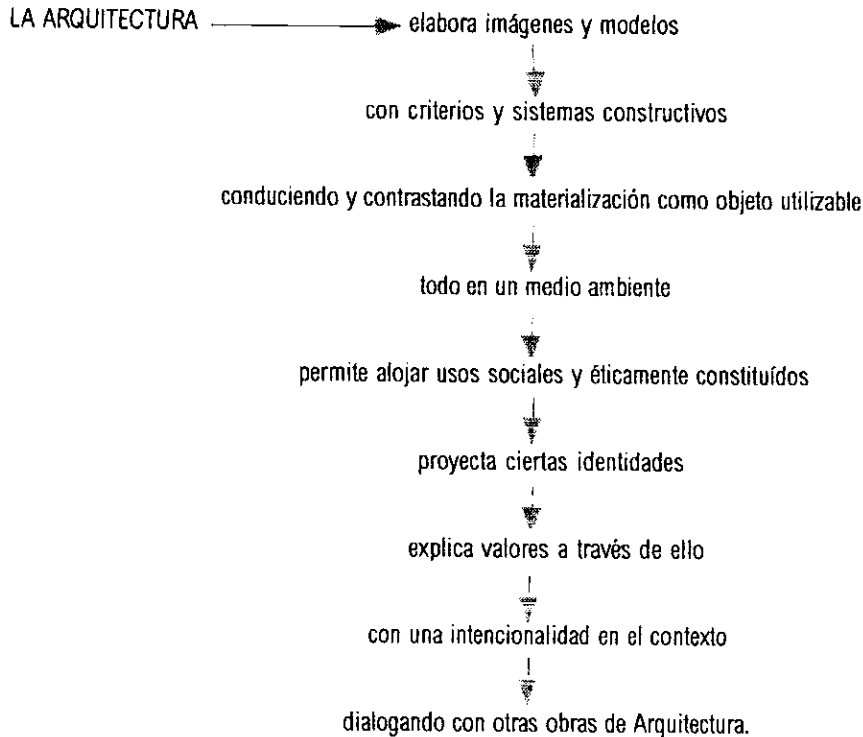 LA ARQUITECTURA elabora imágenes y modelos
con criterios y sistemas constructivos
conduciendo y contrastando la materialización como objeto utilizable
todo en un medio ambiente
permite alojar usos sociales y éticamente constituídos
proyecta ciertas identidades
explica valores a través de ello
con una intencionalidad en el contexto
dialogando con otras obras de Arquitectura.